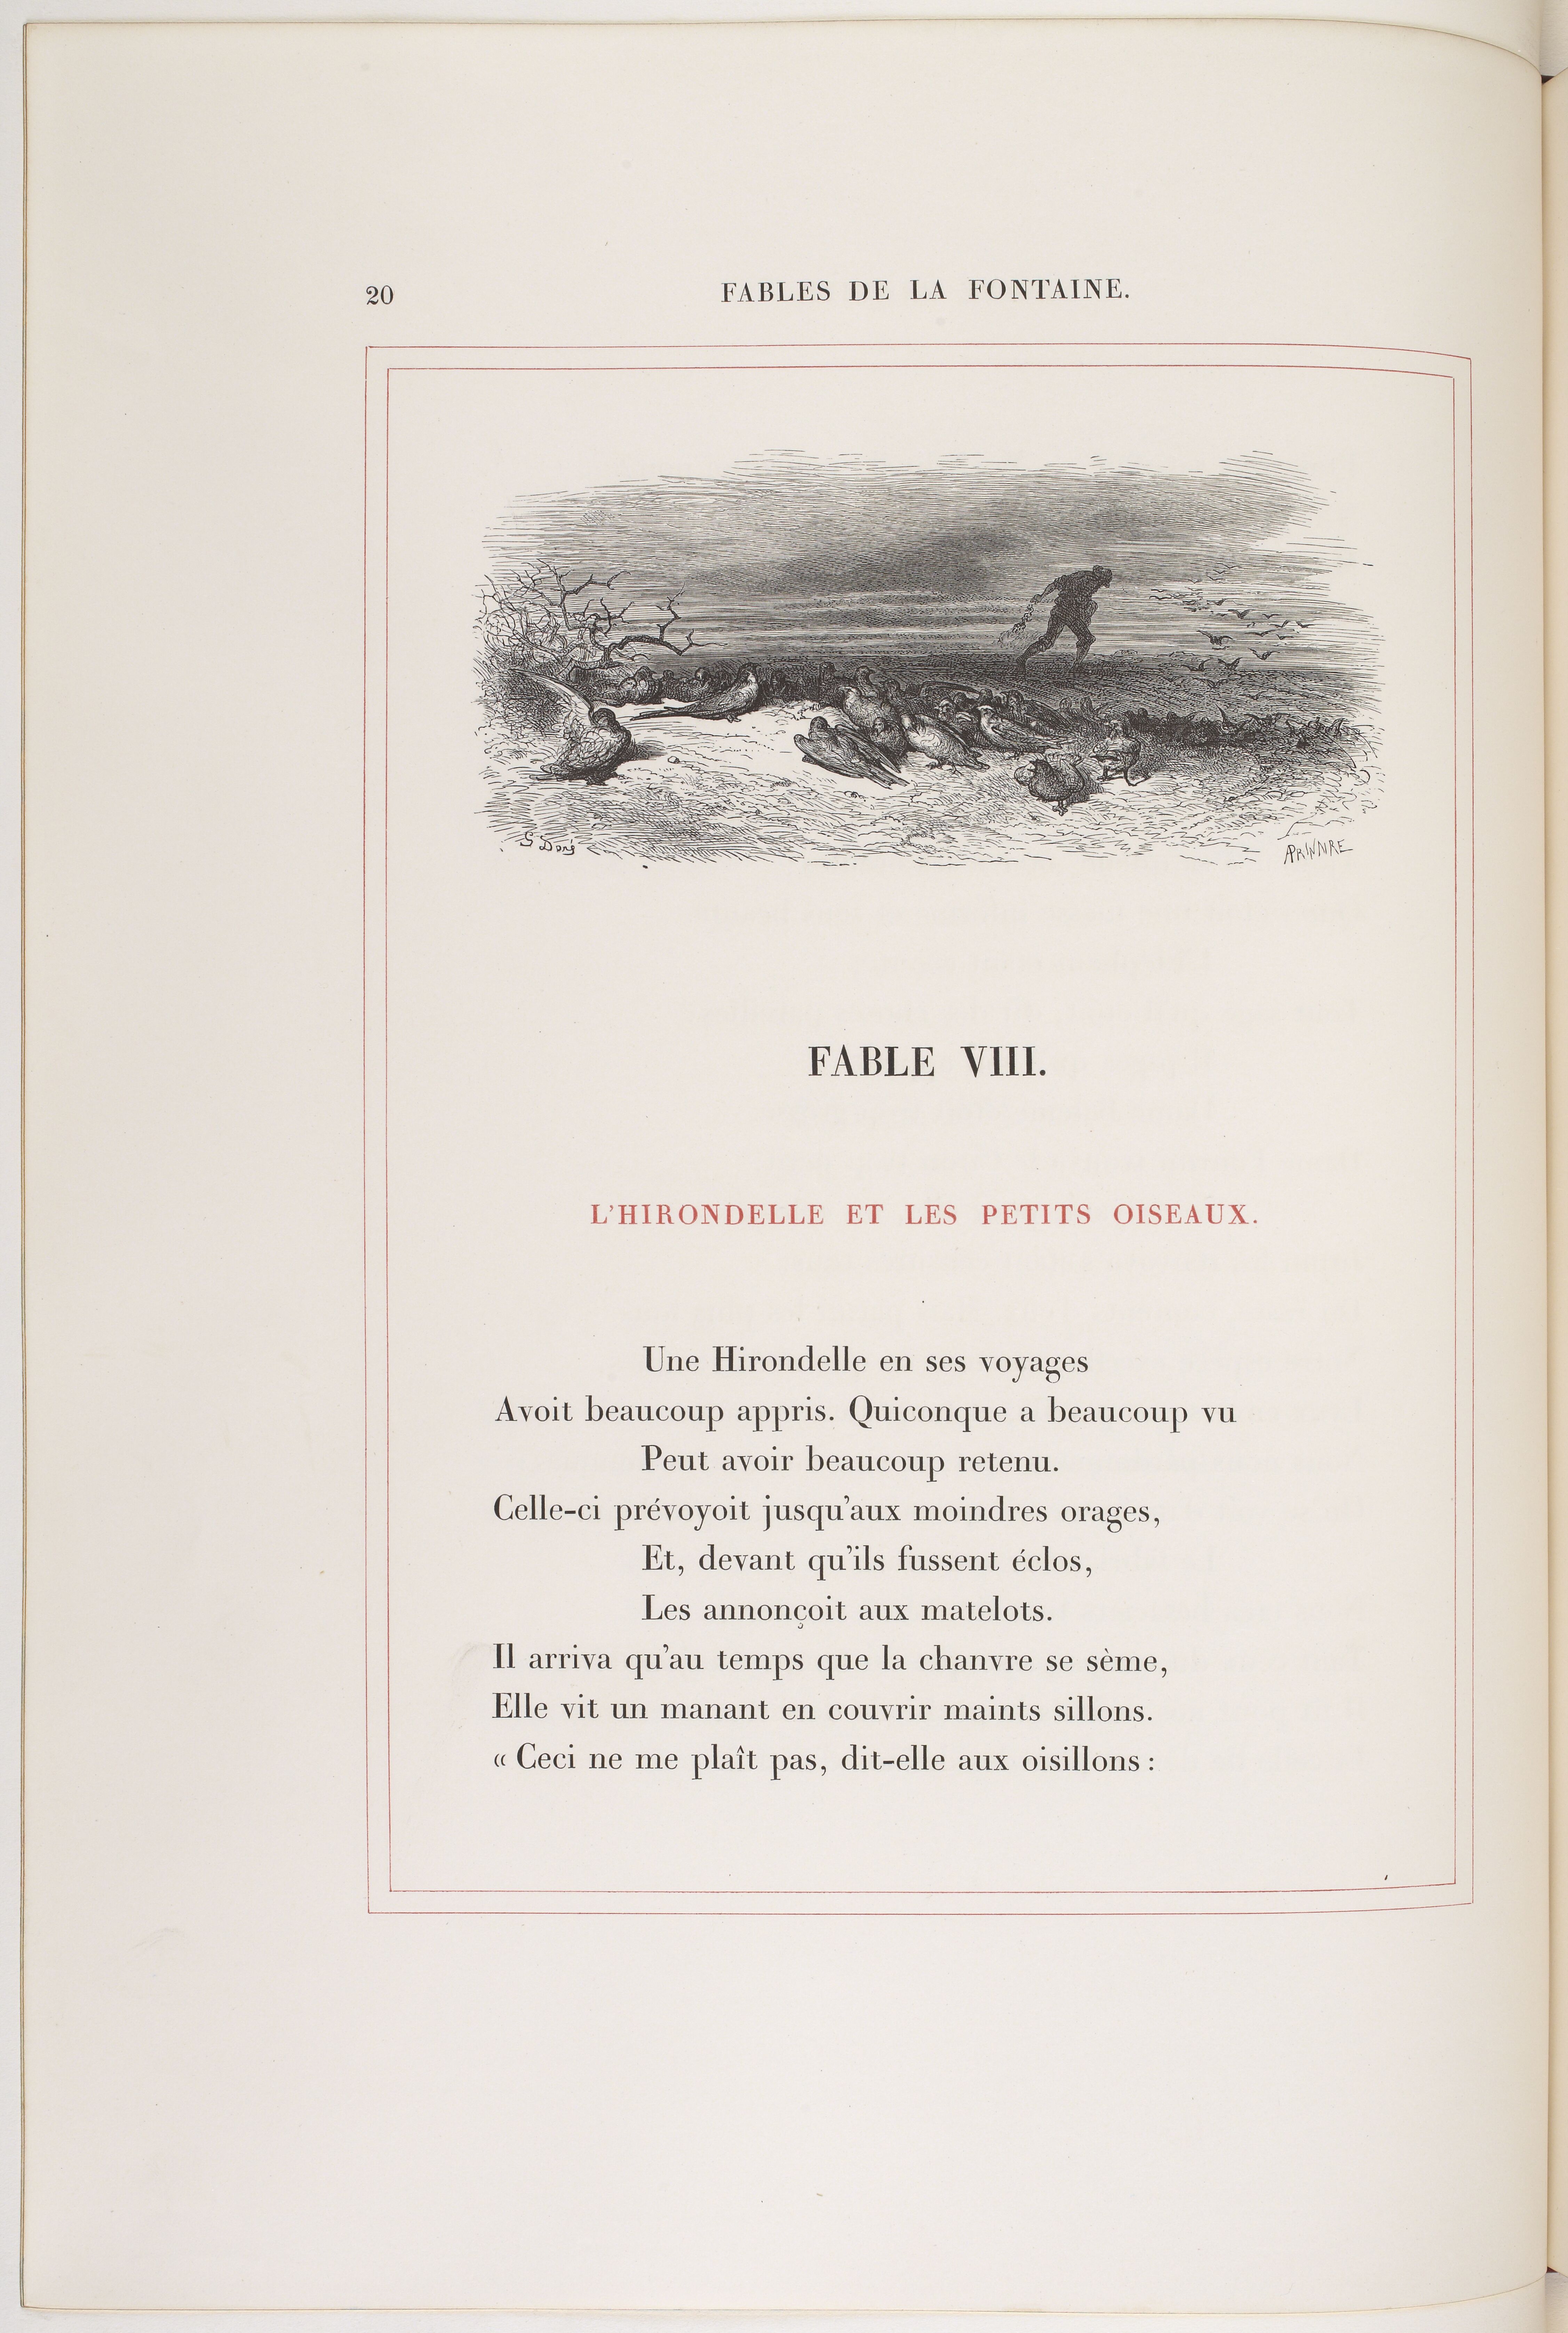 20
FABLES DE LA FONTAINE.
G Doré
FABLE VIII.
L'HIRONDELLE ET LES PETITS OISEAUX.
Une Hirondelle en ses voyages
Avoit beaucoup appris. Quiconque a beaucoup vu
Peut avoir beaucoup retenu.
Celle-ci prévoyoit jusqu'aux moindres orages,
Et, devant qu'ils fussent éclos,
Les annonçoit aux matelots.
Il arriva qu'au temps que la chanvre se sème,
Elle vit un manant en couvrir maints sillons.
« Ceci ne me plaît pas, dit-elle aux oisillons :